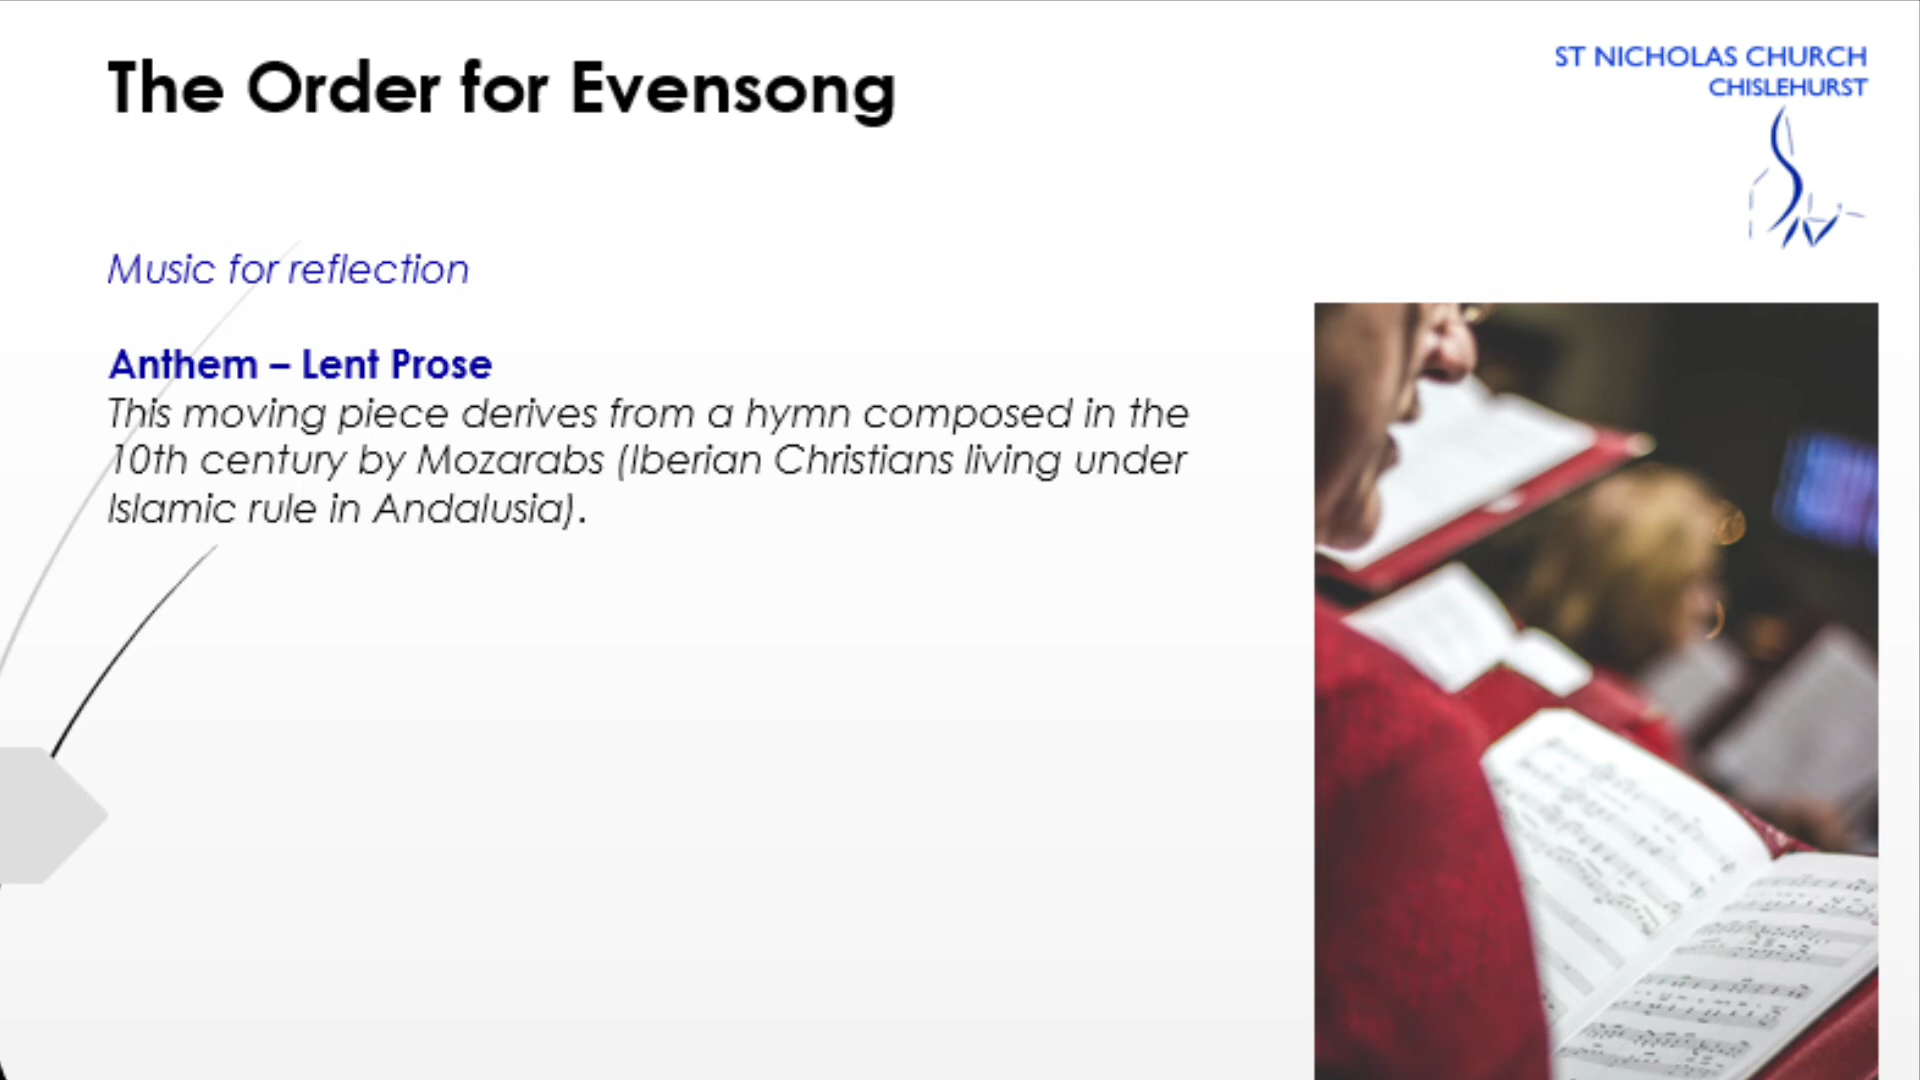 The Order for Evensong
ST NICHOLAS CHURCH
CHISLEHURST
Music for reflection
Anthem – Lent Prose
This moving piece derives from a hymn composed in the
10th century by Mozarabs (Iberian Christians living under
Islamic rule in Andalusia).